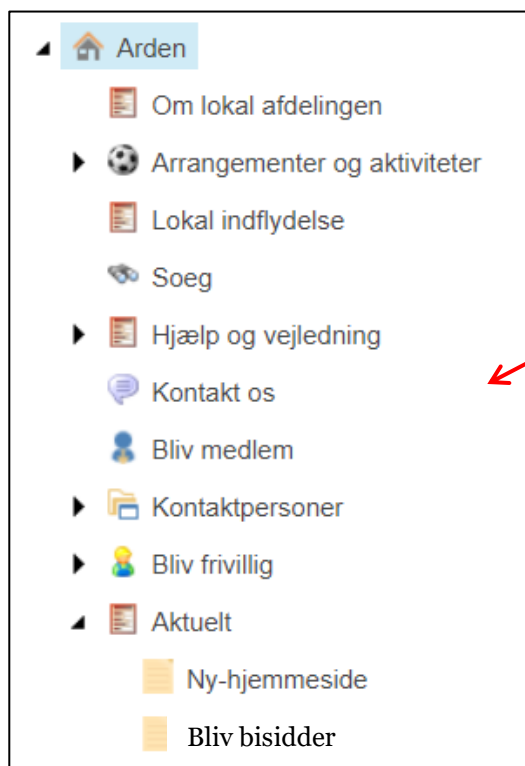 Arden
Om lokal afdelingen
Arrangementer og aktiviteter
Lokal indflydelse
Soeg
Hjælp og vejledning
Kontakt os
Bliv medlem
Kontaktpersoner
Bliv frivillig
Aktuelt
Ny-hjemmeside
Bliv bisidder